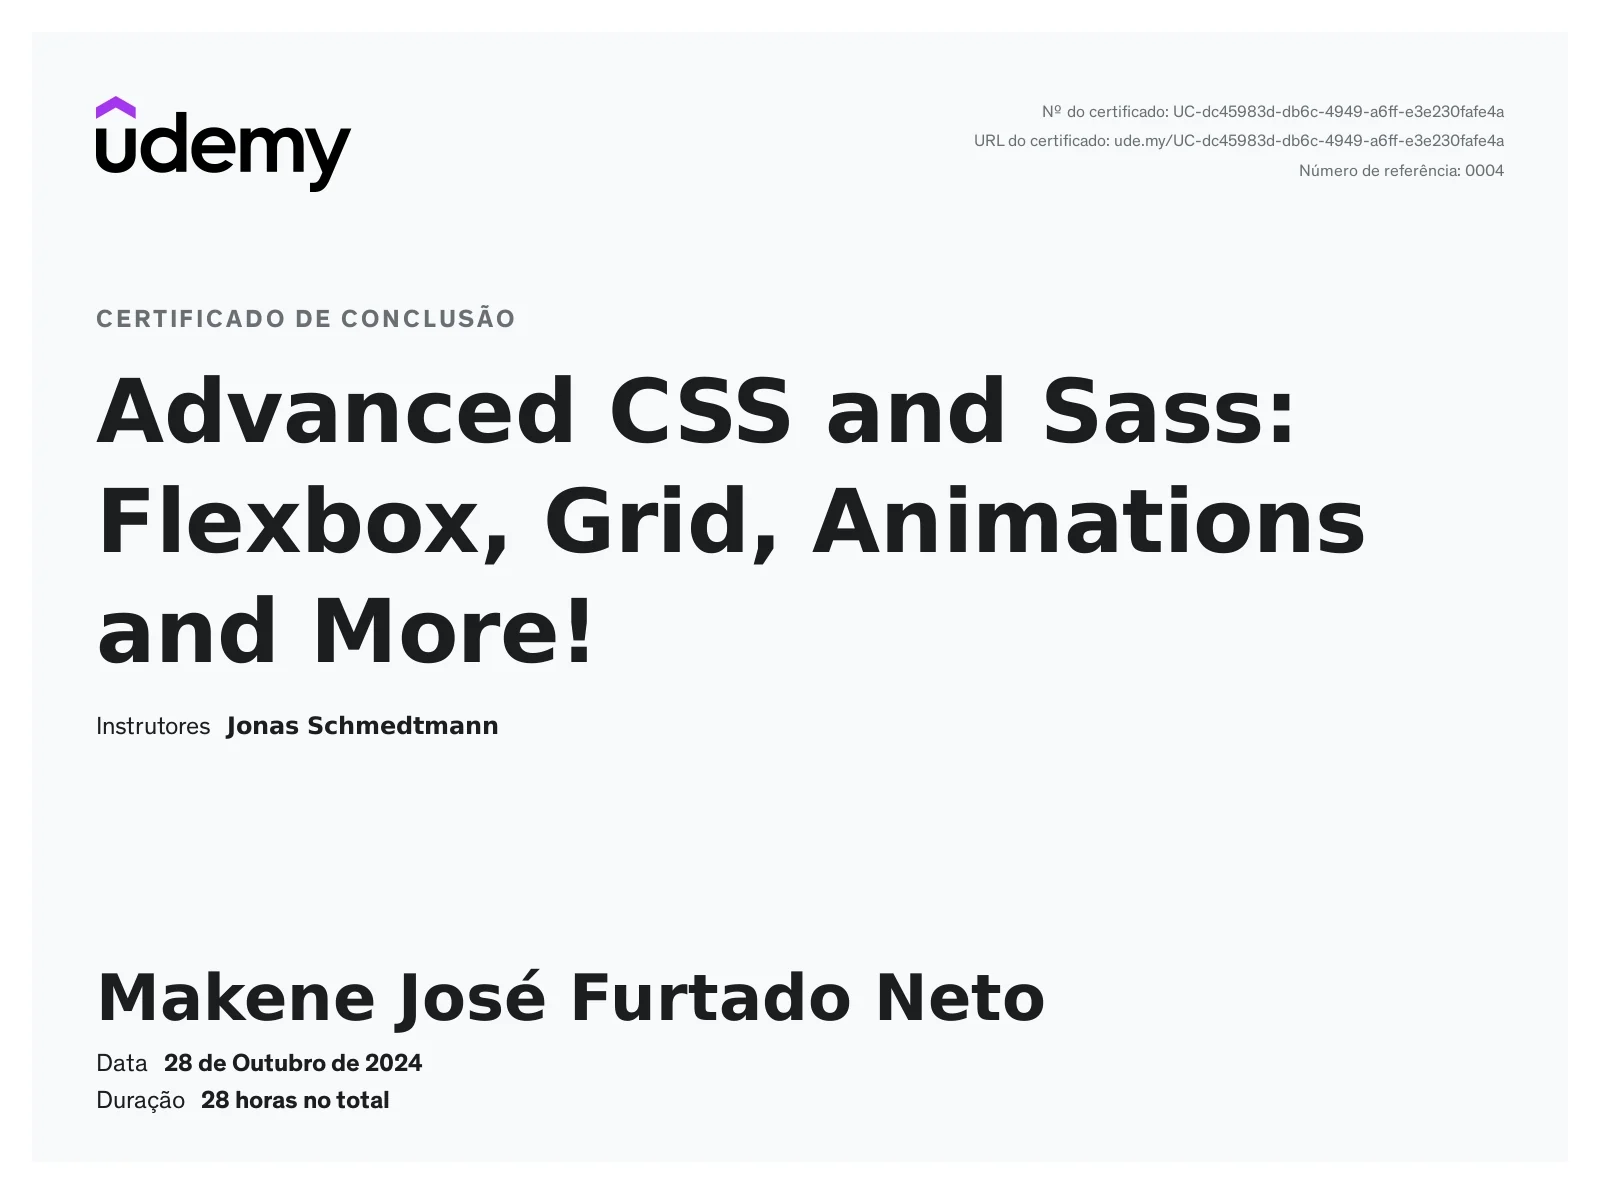 udemy
Nº do certificado: UC-dc45983d-db6c-4949-a6ff-e3e230fafe4a
URL do certificado: ude.my/UC-dc45983d-db6c-4949-a6ff-e3e230fafe4a
Número de referência: 0004
CERTIFICADO DE CONCLUSÃO
Advanced CSS and Sass:
Flexbox, Grid, Animations
and More!
Instrutores Jonas Schmedtmann
Makene José Furtado Neto
Data 28 de Outubro de 2024
Duração 28 horas no total